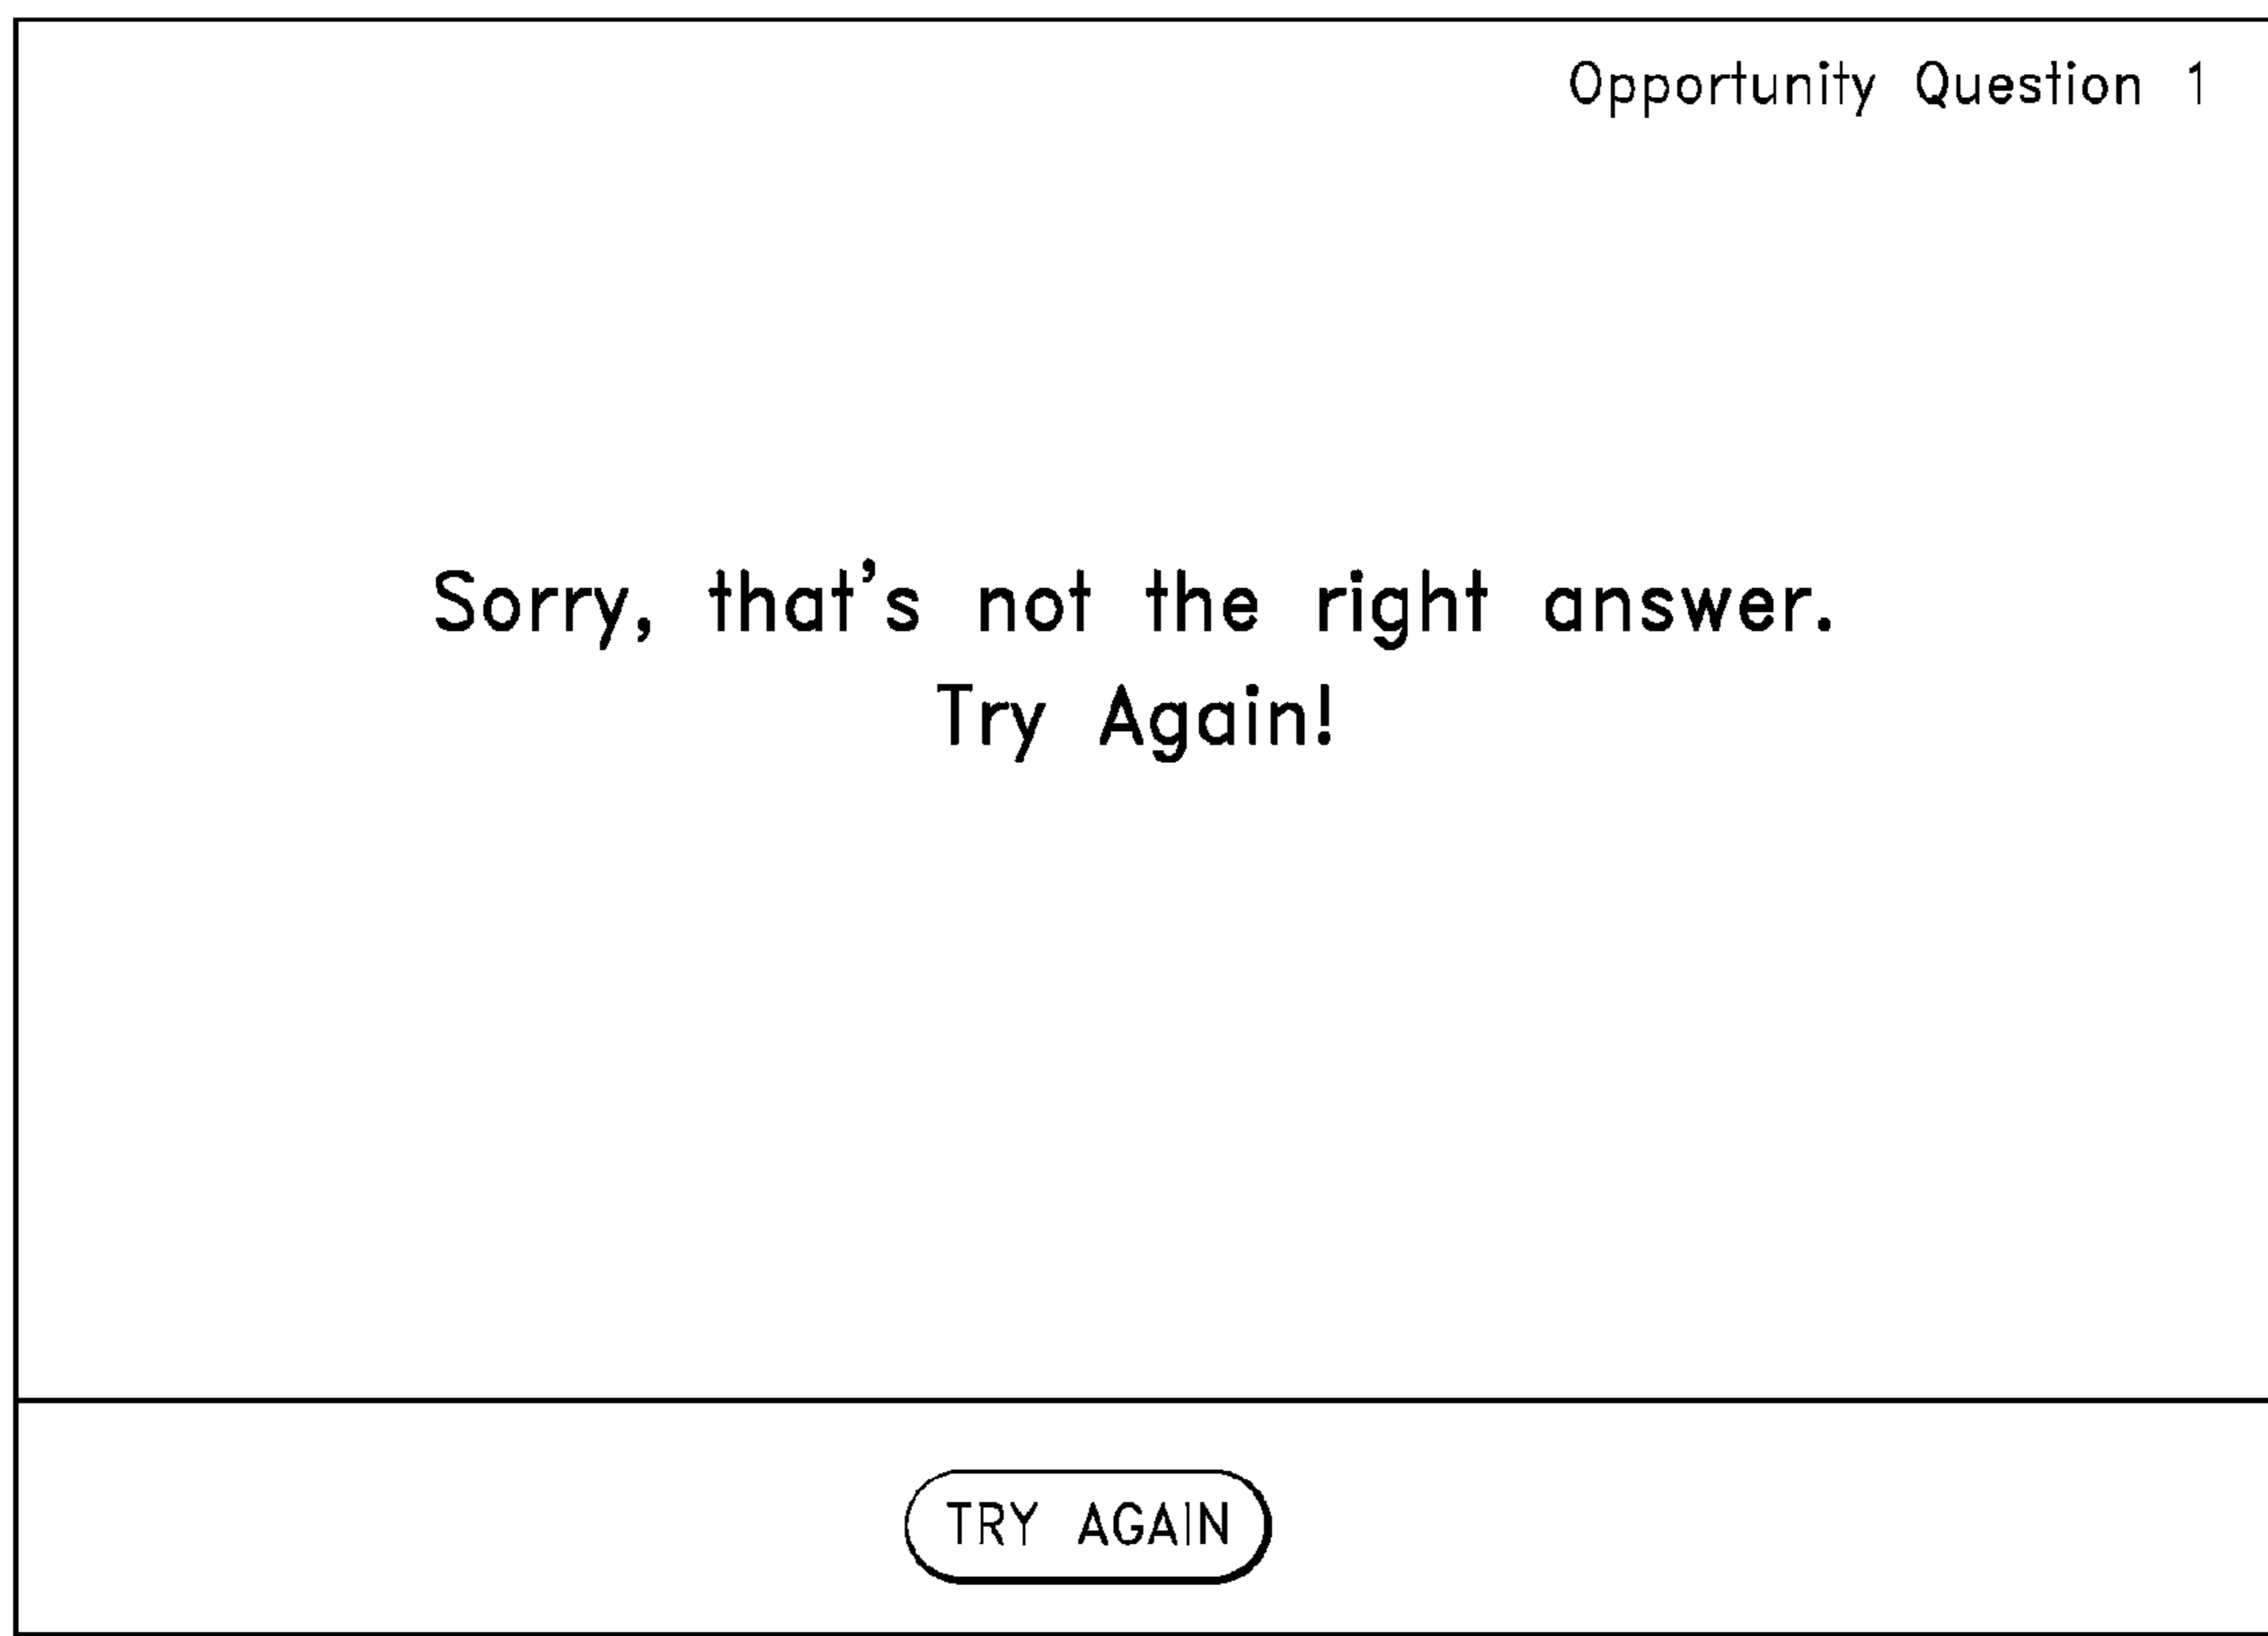 Opportunity Question 1
Sorry, that's not the right answer.
Try Again!
TRY AGAIN